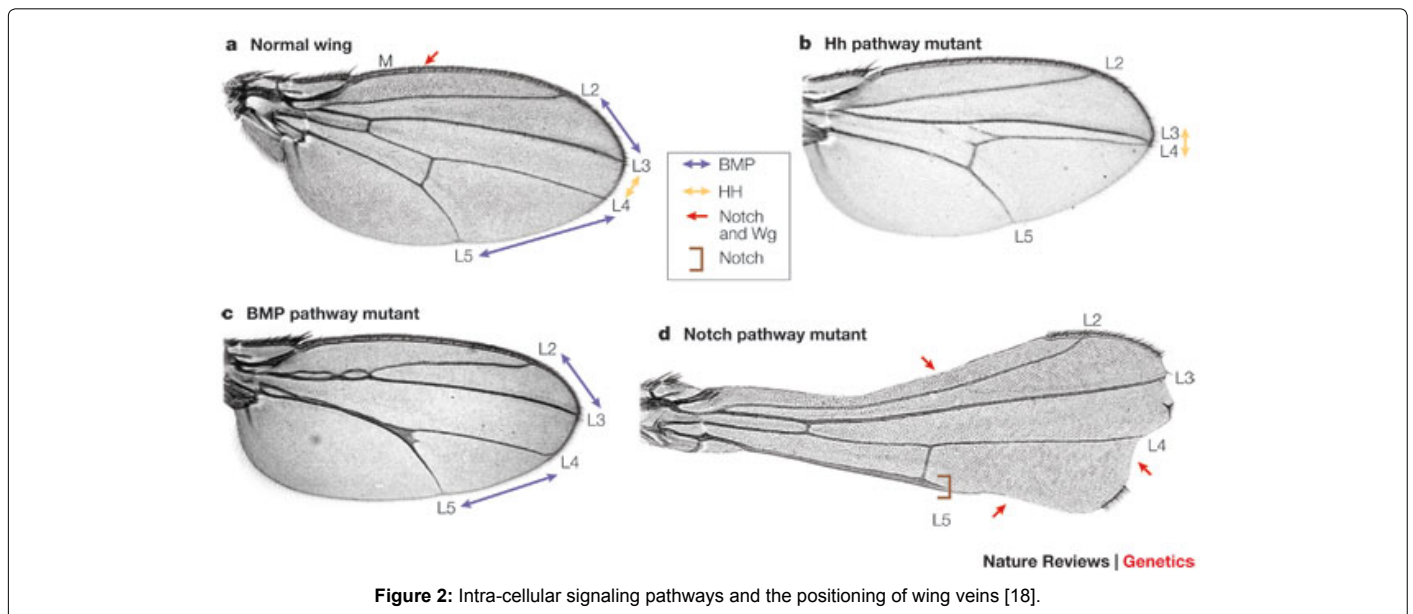 a Normal wing
M
L2
L3
L4
L5
BMP
HH
Notch
and Wg
Notch
b Hh pathway mutant
L2
L3
L4
L5
c BMP pathway mutant
L2
L3
L4
L5
d Notch pathway mutant
L2
L3
L4
L5
Nature Reviews | Genetics
Figure 2: Intra-cellular signaling pathways and the positioning of wing veins [18].